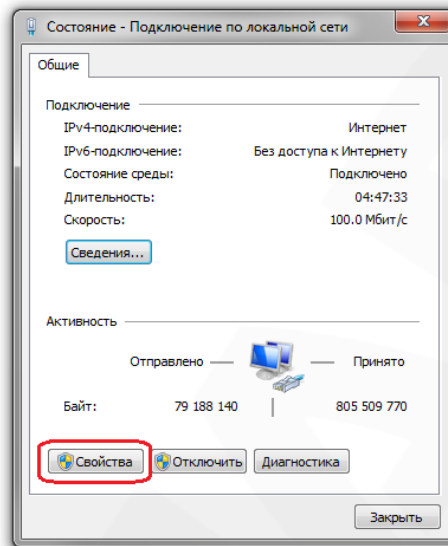 Состояние - Подключение по локальной сети
Общие
Подключение
IPv4-подключение: Интернет
IPv6-подключение: Без доступа к Интернету
Состояние среды: Подключено
Длительность: 04:47:33
Скорость: 100.0 Мбит/с
Сведения...
Активность
Отправлено — — Принято
Байт: 79 188 140 | 805 509 770
Свойства Отключить Диагностика
Закрыть